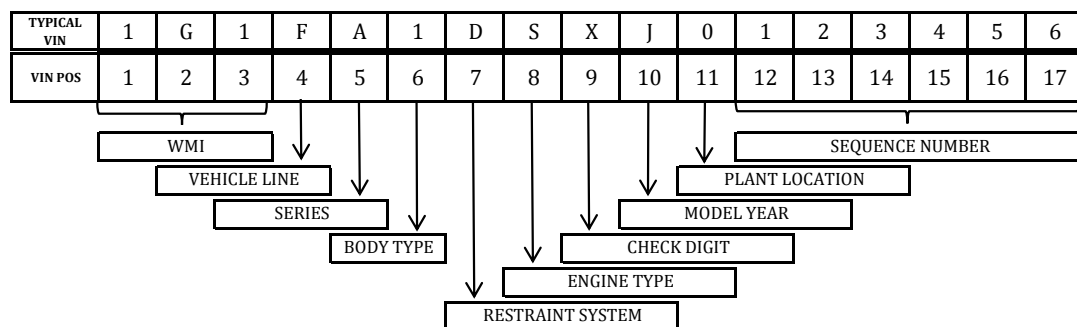 TYPICAL VIN 1 G 1 F A 1 D S X J 0 1 2 3 4 5 6
VIN POS 1 2 3 4 5 6 7 8 9 10 11 12 13 14 15 16 17
WMI SEQUENCE NUMBER
VEHICLE LINE PLANT LOCATION
SERIES MODEL YEAR
BODY TYPE CHECK DIGIT
ENGINE TYPE
RESTRAINT SYSTEM